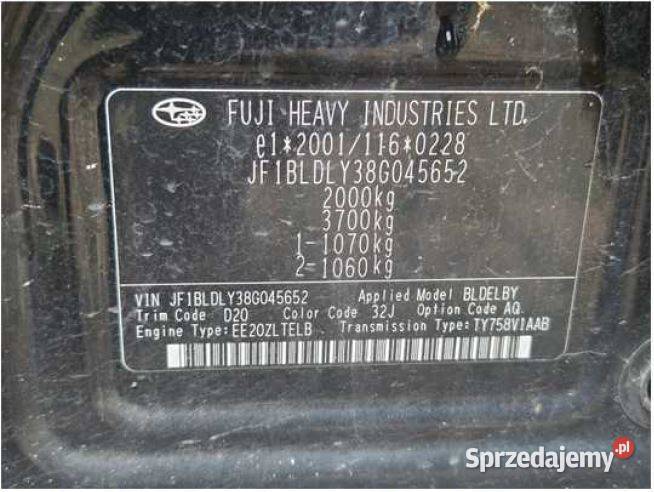 FUJI HEAVY INDUSTRIES LTD.
e1*2001/116*0228
JF1BLDLY38G045652
2000kg
3700kg
1-1070kg
2-1060kg
VIN JF1BLDLY38G045652 Applied Model BLDELBY
Trim Code D20 Color Code 32J Option Code AQ
Engine Type:EE20ZLTELB Transmission Type:TY758VIAAB
Sprzedajemy.pl